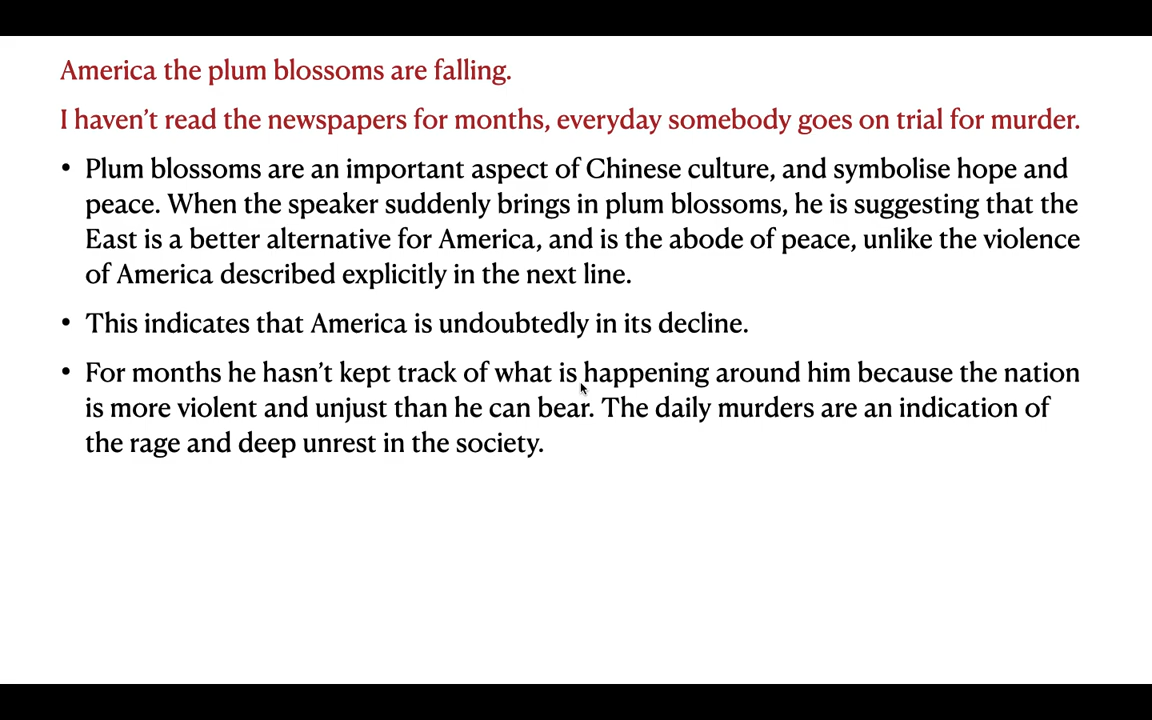 America the plum blossoms are falling.
I haven’t read the newspapers for months, everyday somebody goes on trial for murder.
• Plum blossoms are an important aspect of Chinese culture, and symbolise hope and
peace. When the speaker suddenly brings in plum blossoms, he is suggesting that the
East is a better alternative for America, and is the abode of peace, unlike the violence
of America described explicitly in the next line.
• This indicates that America is undoubtedly in its decline.
• For months he hasn’t kept track of what is happening around him because the nation
is more violent and unjust than he can bear. The daily murders are an indication of
the rage and deep unrest in the society.